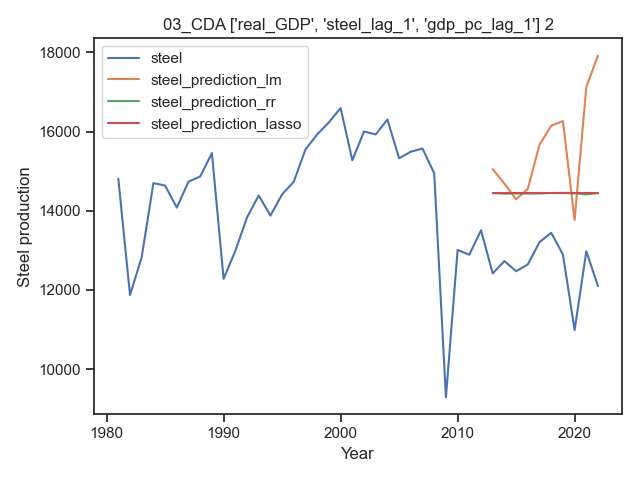 03_CDA ['real_GDP', 'steel_lag_1', 'gdp_pc_lag_1'] 2
18000
16000
14000
12000
10000
Steel production
steel
steel_prediction_lm
steel_prediction_rr
steel_prediction_lasso
1980
1990
2000
2010
2020
Year